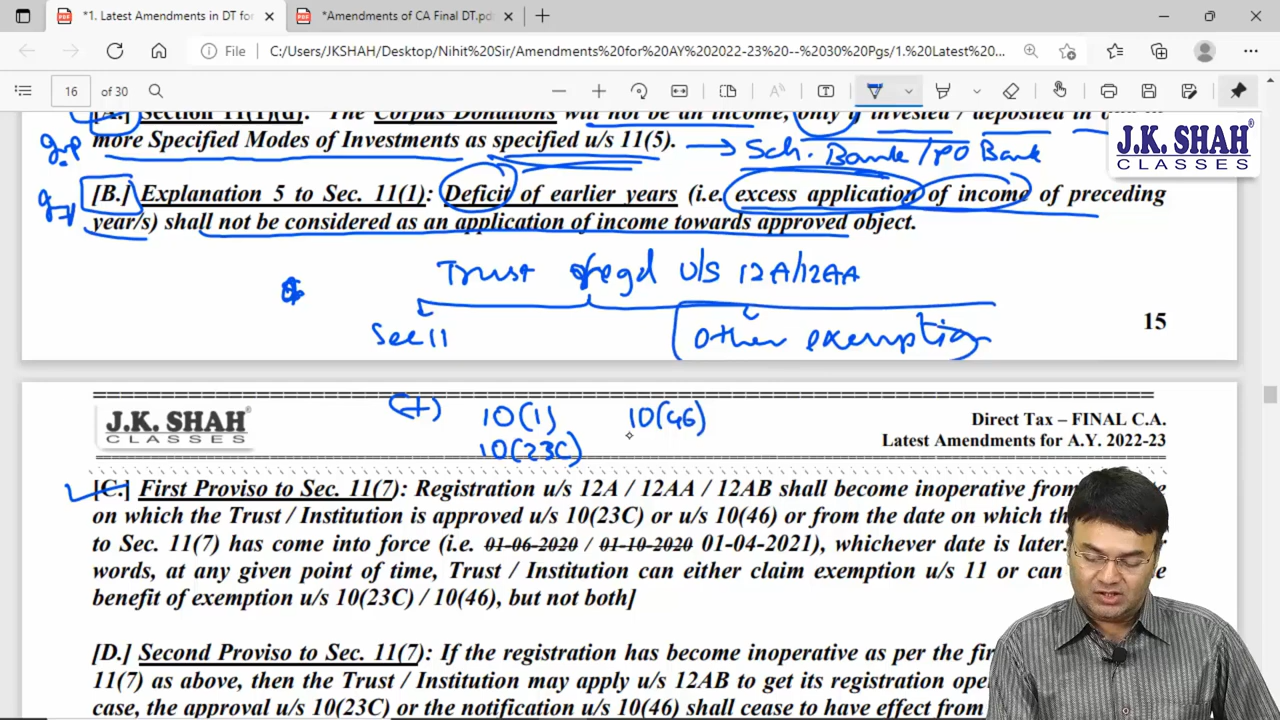 *1. Latest Amendments in DT for
*Amendments of CA Final DT.pd
File
C:/Users/JKSHAH/Desktop/Nihit%20Sir/Amendments%20for%20AY%202022-23%20--%2030%20Pgs/1.%20Latest%20...
16 of 30
[A.] Section 11(1)(d): The Corpus Donations will not be an income, only if invested / deposited in
J.K. SHAH
CLASSES
more Specified Modes of Investments as specified u/s 11(5). → Sch. Bank/PO Bank
[B.] Explanation 5 to Sec. 11(1): Deficit of earlier years (i.e. excess application of income of preceding
year/s) shall not be considered as an application of income towards approved object.
Trust regd u/s 12A/12AA
Sec 11 Other exemption
15
(+) 10(1) 10(46)
10(23C)
J.K. SHAH
CLASSES
Direct Tax – FINAL C.A.
Latest Amendments for A.Y. 2022-23
[C.] First Proviso to Sec. 11(7): Registration u/s 12A / 12AA / 12AB shall become inoperative from
on which the Trust / Institution is approved u/s 10(23C) or u/s 10(46) or from the date on which
to Sec. 11(7) has come into force (i.e. 01-06-2020 / 01-10-2020 01-04-2021), whichever date is later.
words, at any given point of time, Trust / Institution can either claim exemption u/s 11 or can
benefit of exemption u/s 10(23C) / 10(46), but not both]
[D.] Second Proviso to Sec. 11(7): If the registration has become inoperative as per the
11(7) as above, then the Trust / Institution may apply u/s 12AB to get its registration
case, the approval u/s 10(23C) or the notification u/s 10(46) shall cease to have effect from